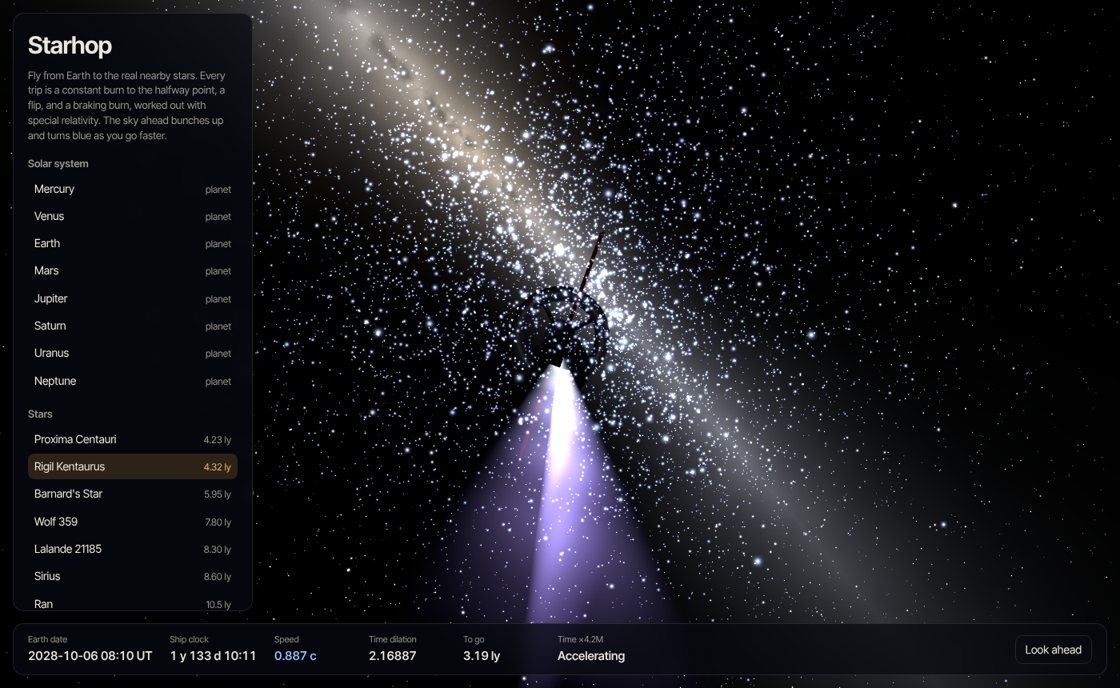 Starhop
Fly from Earth to the real nearby stars. Every
trip is a constant burn to the halfway point, a
flip, and a braking burn, worked out with
special relativity. The sky ahead bunches up
and turns blue as you go faster.
Solar system
Mercury planet
Venus planet
Earth planet
Mars planet
Jupiter planet
Saturn planet
Uranus planet
Neptune planet
Stars
Proxima Centauri 4.23 ly
Rigil Kentaurus 4.32 ly
Barnard's Star 5.95 ly
Wolf 359 7.80 ly
Lalande 21185 8.30 ly
Sirius 8.60 ly
Ran 10.5 ly
Earth date Ship clock Speed Time dilation To go Time ×4.2M
2028-10-06 08:10 UT 1 y 133 d 10:11 0.887 c 2.16887 3.19 ly Accelerating
Look ahead